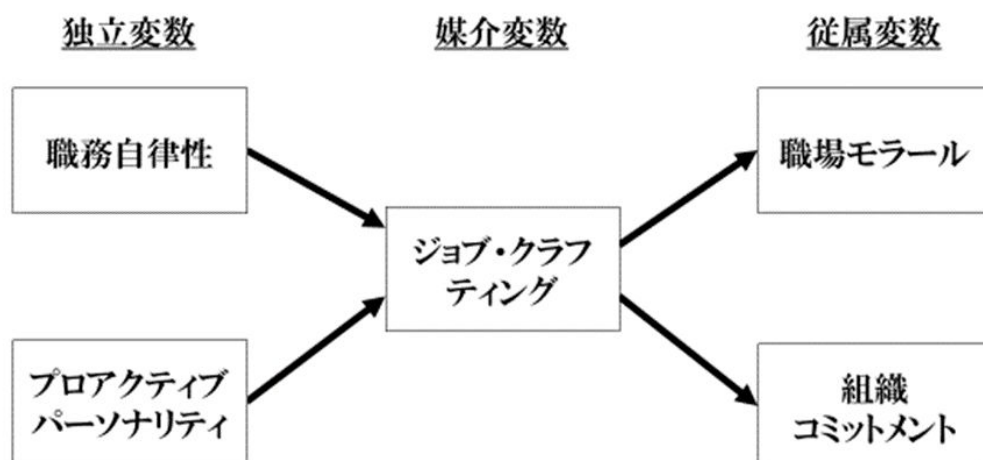 独立変数
媒介変数
従属変数
職務自律性
職場モラール
ジョブ・クラフ
ティング
プロアクティブ
パーソナリティ
組織
コミットメント